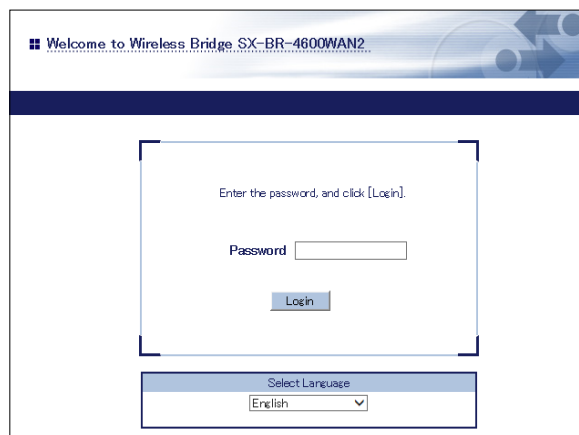 Welcome to Wireless Bridge SX-BR-4600WAN2
Enter the password, and click [Login].
Password
Login
Select Language
English